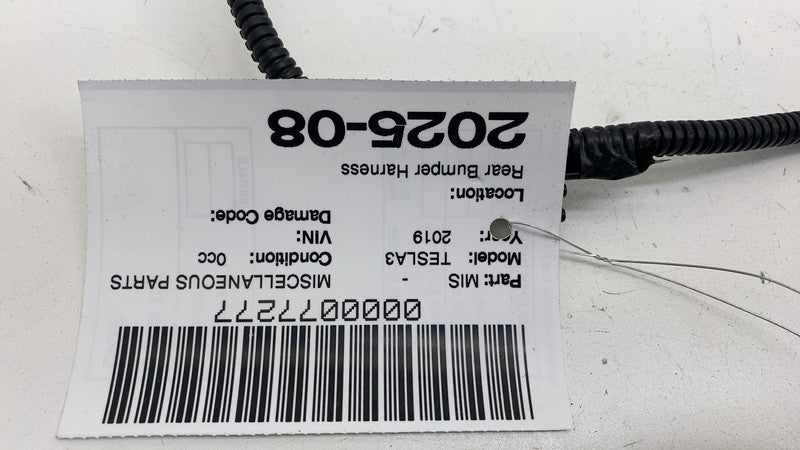 0000077277
Part: MIS - MISCELLANEOUS PARTS
Model: TESLA3 Condition: 0cc
Year: 2019 VIN:
Damage Code:
Location:
Rear Bumper Harness
2025-08